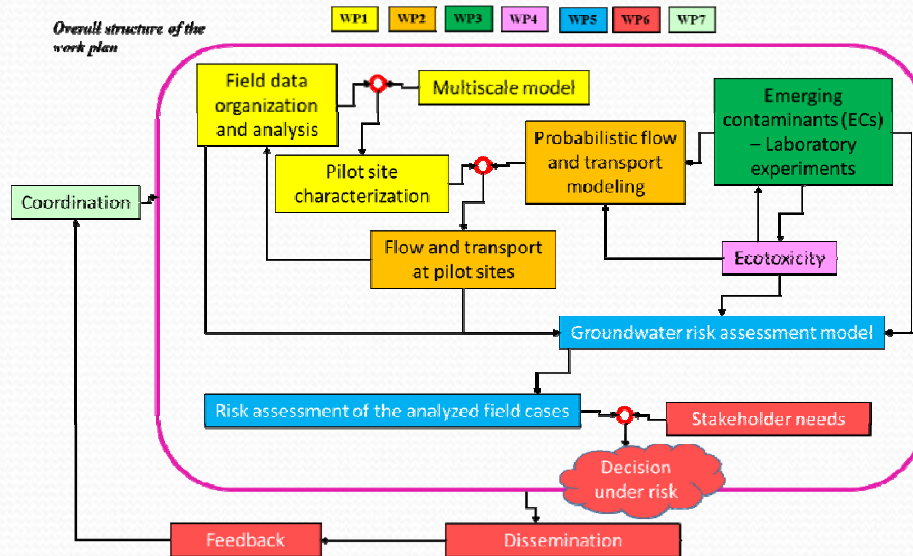 Overall structure of the
work plan
WP1 WP2 WP3 WP4 WP5 WP6 WP7
Field data
organization
and analysis
Multiscale model
Emerging
contaminants (ECs)
– Laboratory
experiments
Probabilistic flow
and transport
modeling
Pilot site
characterization
Coordination
Flow and transport
at pilot sites
Ecotoxicity
Groundwater risk assessment model
Risk assessment of the analyzed field cases
Stakeholder needs
Decision
under risk
Feedback
Dissemination